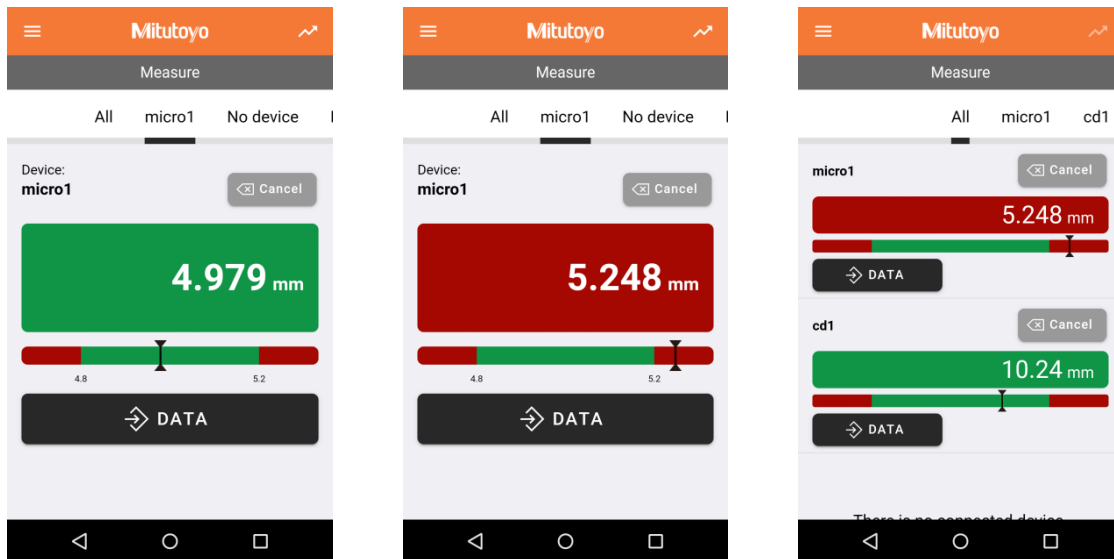 Mitutoyo
Measure
All micro1 No device
Device:
micro1
Cancel
4.979 mm
4.8 5.2
DATA
Mitutoyo
Measure
All micro1 No device
Device:
micro1
Cancel
5.248 mm
4.8 5.2
DATA
Mitutoyo
Measure
All micro1 cd1
micro1
Cancel
5.248 mm
DATA
cd1
Cancel
10.24 mm
DATA
There is no connected device